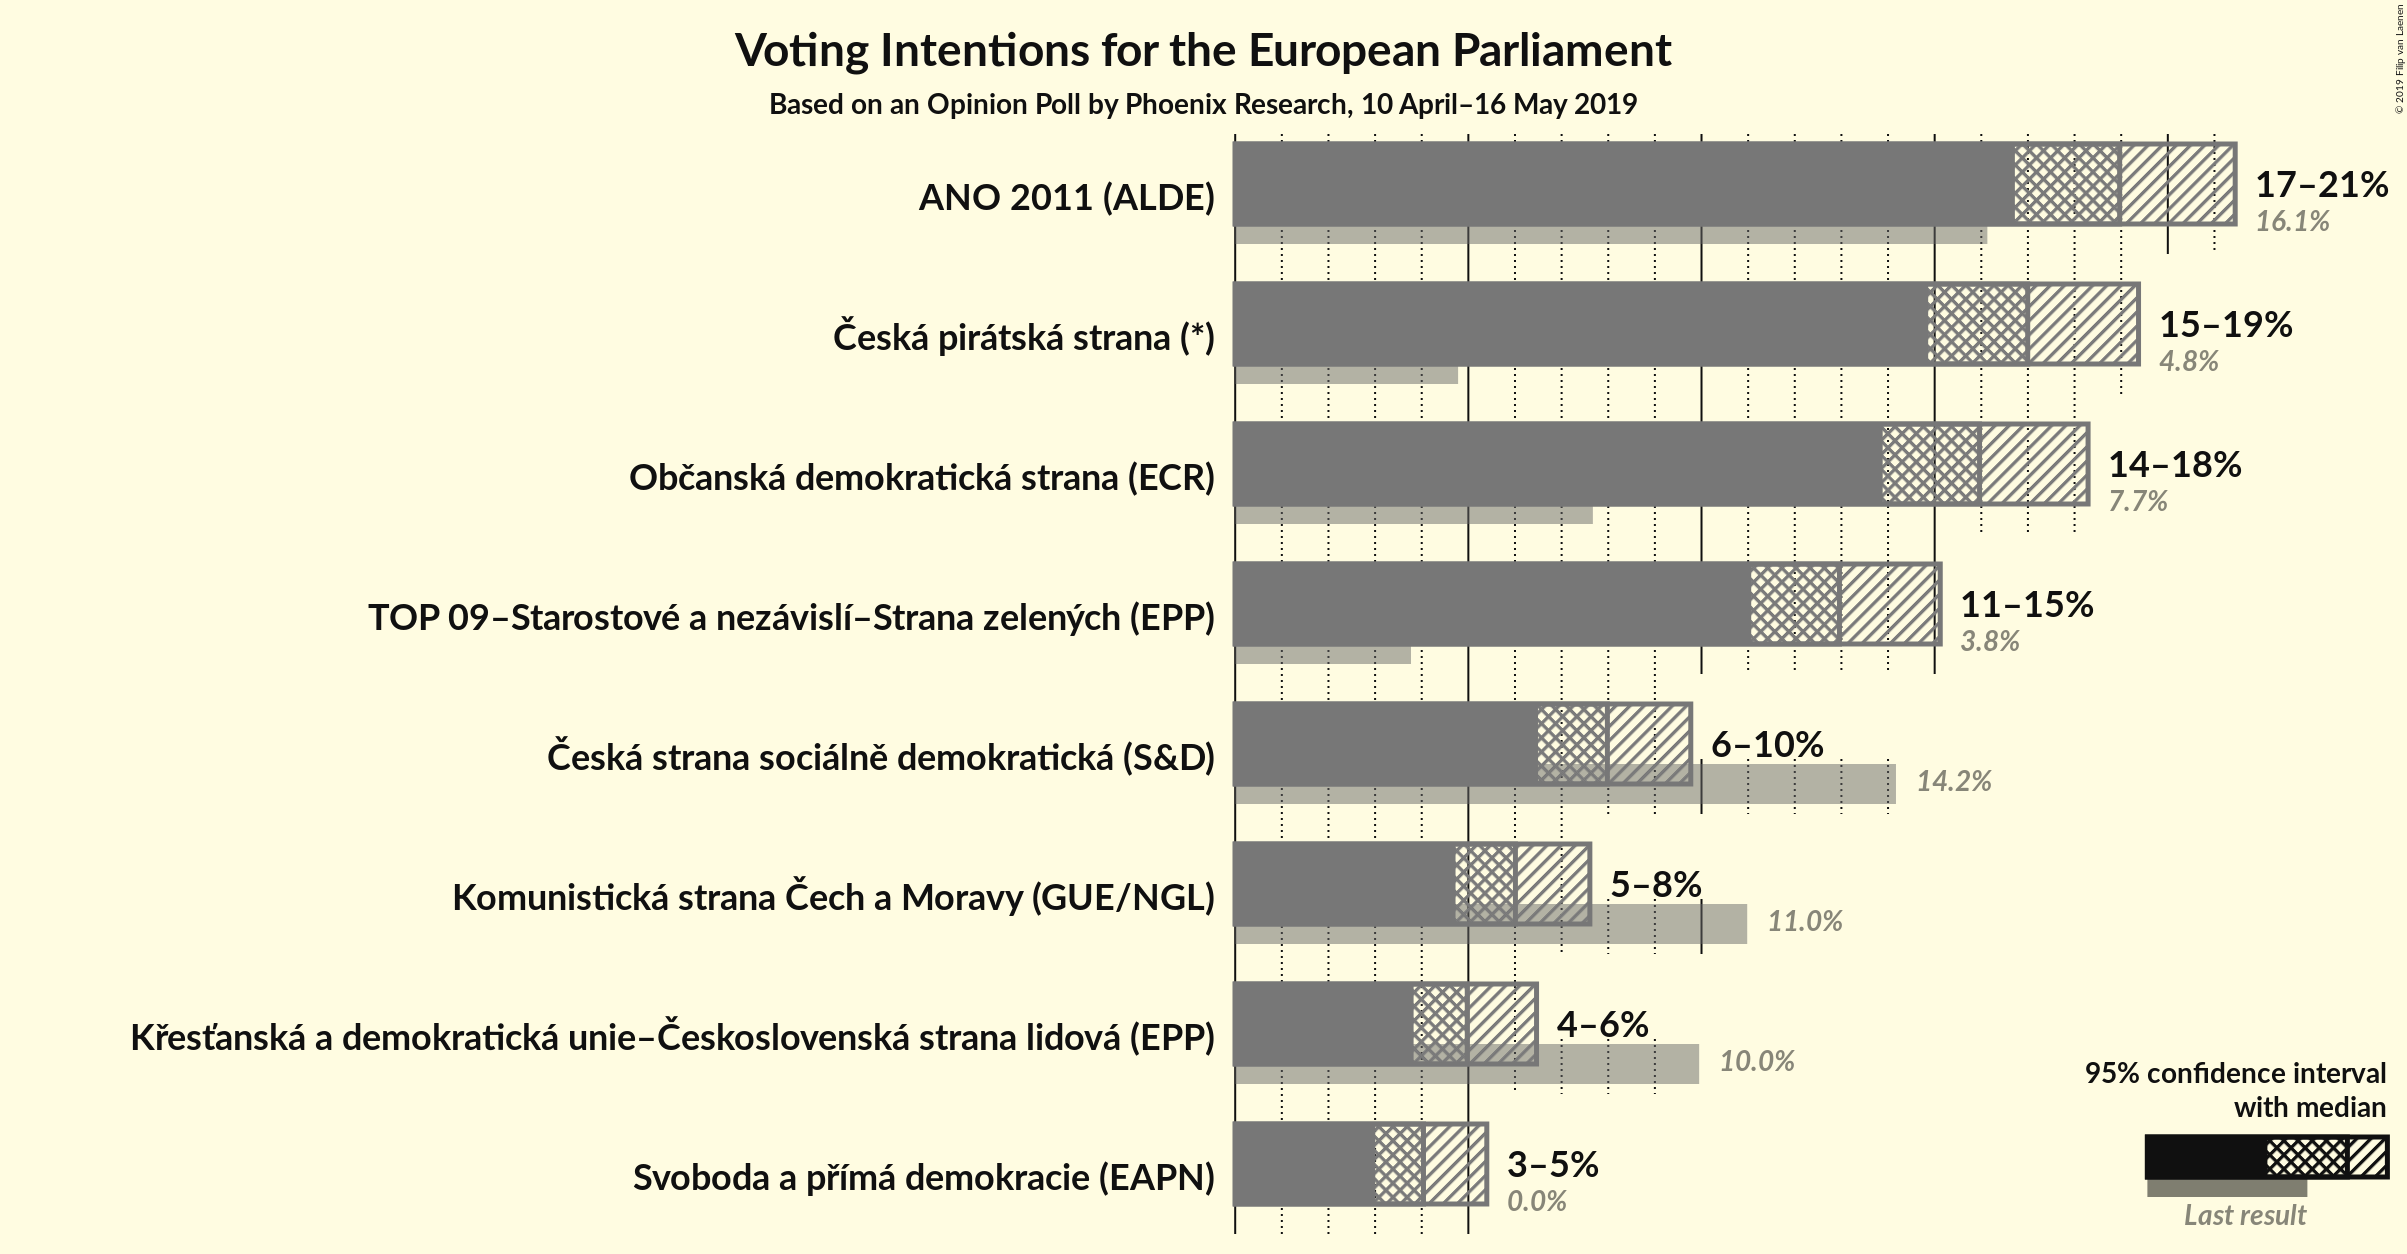 Voting Intentions for the European Parliament
Based on an Opinion Poll by Phoenix Research, 10 April–16 May 2019
© 2019 Filip van Laenen
ANO 2011 (ALDE)
17–21%
16.1%
Česká pirátská strana (*)
15–19%
4.8%
Občanská demokratická strana (ECR)
14–18%
7.7%
TOP 09–Starostové a nezávislí–Strana zelených (EPP)
11–15%
3.8%
Česká strana sociálně demokratická (S&D)
6–10%
14.2%
Komunistická strana Čech a Moravy (GUE/NGL)
5–8%
11.0%
Křesťanská a demokratická unie–Československá strana lidová (EPP)
4–6%
10.0%
Svoboda a přímá demokracie (EAPN)
3–5%
0.0%
95% confidence interval
with median
Last result